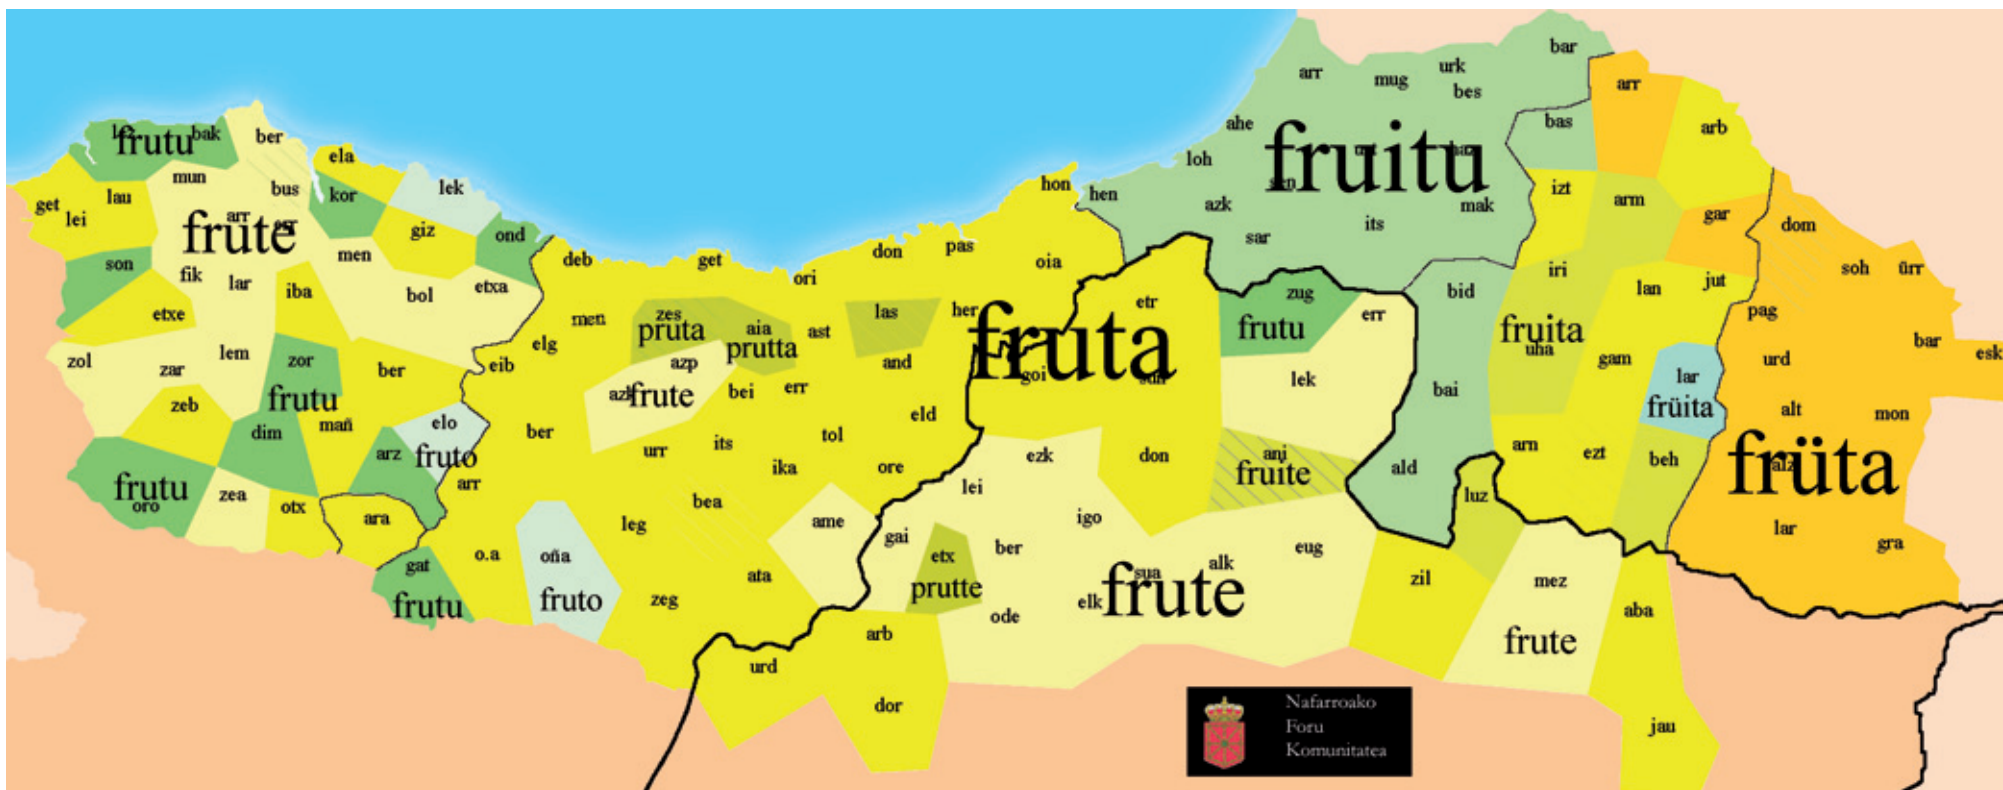 bar
arr
mug
urk
bes
arr
ahe
fruitu
bas
arb
frutu
bak
ber
loh
mun
ela
bus
kor
lek
hon
hen
izt
arm
get
lau
lei
azk
mak
gar
früte
arr
giz
ond
its
dom
sar
son
men
deb
get
don
pas
oia
iri
soh
ürr
fik
lar
iba
bol
etxa
ori
zug
bid
lan
jut
etxe
men
zes
las
her
etr
frutu
err
pag
pruta
aia
prutta
ast
fruta
fruita
uha
elg
bar
esk
zol
zar
lem
zor
ber
eib
azp
and
goi
gam
urd
frute
bei
err
lek
bai
lar
früita
zeb
frutu
mañ
dim
elo
ber
eld
alt
mon
arz
fruto
urr
its
tol
ika
ore
ezk
don
ani
fruite
ald
arn
ezt
beh
früta
alz
frutu
oro
zea
otx
arr
ara
leg
bea
ame
lei
igo
luz
lar
gra
gai
ber
eug
gat
frutu
o.a
oña
fruto
zeg
ata
etx
prutte
ode
elk
sua
frute
alk
zil
mez
frute
aba
arb
urd
dor
jau
Nafarroako
Foru
Komunitatea